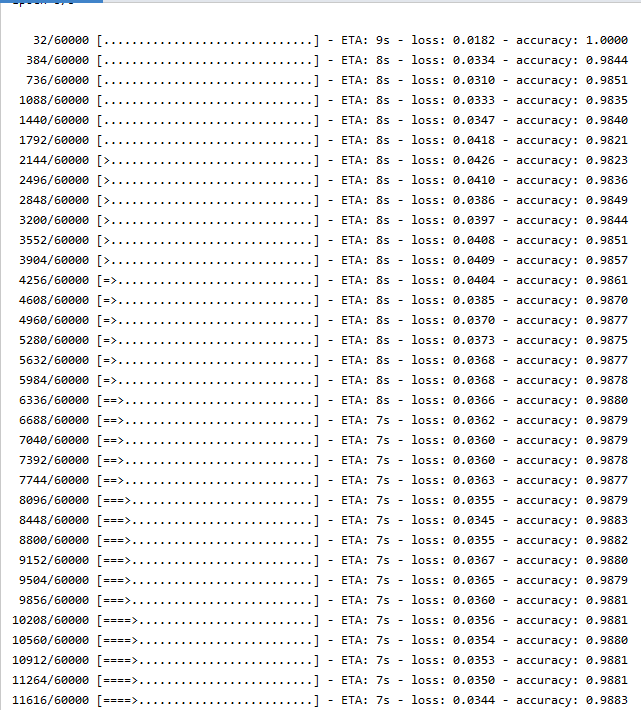 32/60000 [..............................] - ETA: 9s - loss: 0.0182 - accuracy: 1.0000
384/60000 [..............................] - ETA: 8s - loss: 0.0334 - accuracy: 0.9844
736/60000 [..............................] - ETA: 8s - loss: 0.0310 - accuracy: 0.9851
1088/60000 [..............................] - ETA: 8s - loss: 0.0333 - accuracy: 0.9835
1440/60000 [..............................] - ETA: 8s - loss: 0.0347 - accuracy: 0.9840
1792/60000 [..............................] - ETA: 8s - loss: 0.0418 - accuracy: 0.9821
2144/60000 [>.............................] - ETA: 8s - loss: 0.0426 - accuracy: 0.9823
2496/60000 [>.............................] - ETA: 8s - loss: 0.0410 - accuracy: 0.9836
2848/60000 [>.............................] - ETA: 8s - loss: 0.0386 - accuracy: 0.9849
3200/60000 [>.............................] - ETA: 8s - loss: 0.0397 - accuracy: 0.9844
3552/60000 [>.............................] - ETA: 8s - loss: 0.0408 - accuracy: 0.9851
3904/60000 [>.............................] - ETA: 8s - loss: 0.0409 - accuracy: 0.9857
4256/60000 [=>............................] - ETA: 8s - loss: 0.0404 - accuracy: 0.9861
4608/60000 [=>............................] - ETA: 8s - loss: 0.0385 - accuracy: 0.9870
4960/60000 [=>............................] - ETA: 8s - loss: 0.0370 - accuracy: 0.9877
5280/60000 [=>............................] - ETA: 8s - loss: 0.0373 - accuracy: 0.9875
5632/60000 [=>............................] - ETA: 8s - loss: 0.0368 - accuracy: 0.9877
5984/60000 [=>............................] - ETA: 8s - loss: 0.0368 - accuracy: 0.9878
6336/60000 [==>...........................] - ETA: 8s - loss: 0.0366 - accuracy: 0.9880
6688/60000 [==>...........................] - ETA: 7s - loss: 0.0362 - accuracy: 0.9879
7040/60000 [==>...........................] - ETA: 7s - loss: 0.0360 - accuracy: 0.9879
7392/60000 [==>...........................] - ETA: 7s - loss: 0.0360 - accuracy: 0.9878
7744/60000 [==>...........................] - ETA: 7s - loss: 0.0363 - accuracy: 0.9877
8096/60000 [===>..........................] - ETA: 7s - loss: 0.0355 - accuracy: 0.9879
8448/60000 [===>..........................] - ETA: 7s - loss: 0.0345 - accuracy: 0.9883
8800/60000 [===>..........................] - ETA: 7s - loss: 0.0355 - accuracy: 0.9882
9152/60000 [===>..........................] - ETA: 7s - loss: 0.0367 - accuracy: 0.9880
9504/60000 [===>..........................] - ETA: 7s - loss: 0.0365 - accuracy: 0.9879
9856/60000 [===>..........................] - ETA: 7s - loss: 0.0360 - accuracy: 0.9881
10208/60000 [====>.........................] - ETA: 7s - loss: 0.0356 - accuracy: 0.9881
10560/60000 [====>.........................] - ETA: 7s - loss: 0.0354 - accuracy: 0.9880
10912/60000 [====>.........................] - ETA: 7s - loss: 0.0353 - accuracy: 0.9881
11264/60000 [====>.........................] - ETA: 7s - loss: 0.0350 - accuracy: 0.9881
11616/60000 [====>.........................] - ETA: 7s - loss: 0.0344 - accuracy: 0.9883